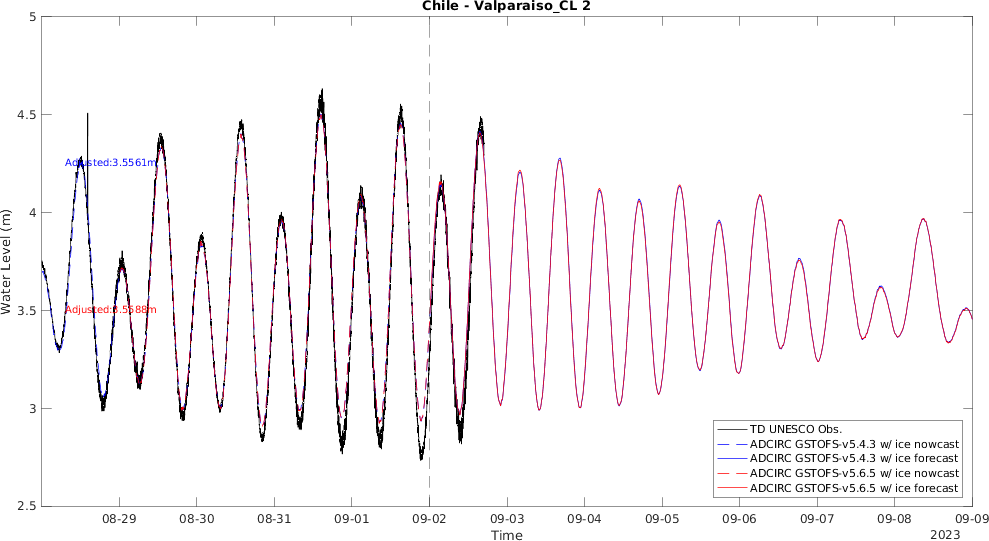 Chile - Valparaiso_CL 2
Water Level (m)
5
4.5
4
3.5
3
2.5
Adjusted:3.5561m
Adjusted:3.5588m
TD UNESCO Obs.
ADCIRC GSTOFS-v5.4.3 w/ ice nowcast
ADCIRC GSTOFS-v5.4.3 w/ ice forecast
ADCIRC GSTOFS-v5.6.5 w/ ice nowcast
ADCIRC GSTOFS-v5.6.5 w/ ice forecast
08-29 08-30 08-31 09-01 09-02 09-03 09-04 09-05 09-06 09-07 09-08 09-09
2023
Time